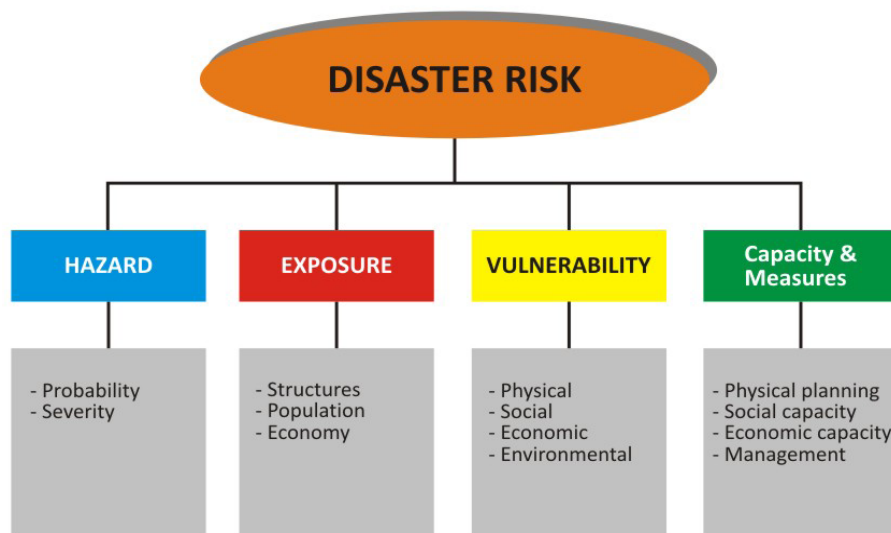 DISASTER RISK
HAZARD
EXPOSURE
VULNERABILITY
Capacity &
Measures
- Probability
- Severity
- Structures
- Population
- Economy
- Physical
- Social
- Economic
- Environmental
- Physical planning
- Social capacity
- Economic capacity
- Management